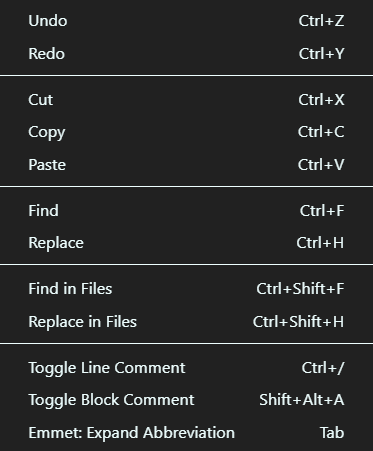 Undo Ctrl+Z
Redo Ctrl+Y
Cut Ctrl+X
Copy Ctrl+C
Paste Ctrl+V
Find Ctrl+F
Replace Ctrl+H
Find in Files Ctrl+Shift+F
Replace in Files Ctrl+Shift+H
Toggle Line Comment Ctrl+/
Toggle Block Comment Shift+Alt+A
Emmet: Expand Abbreviation Tab